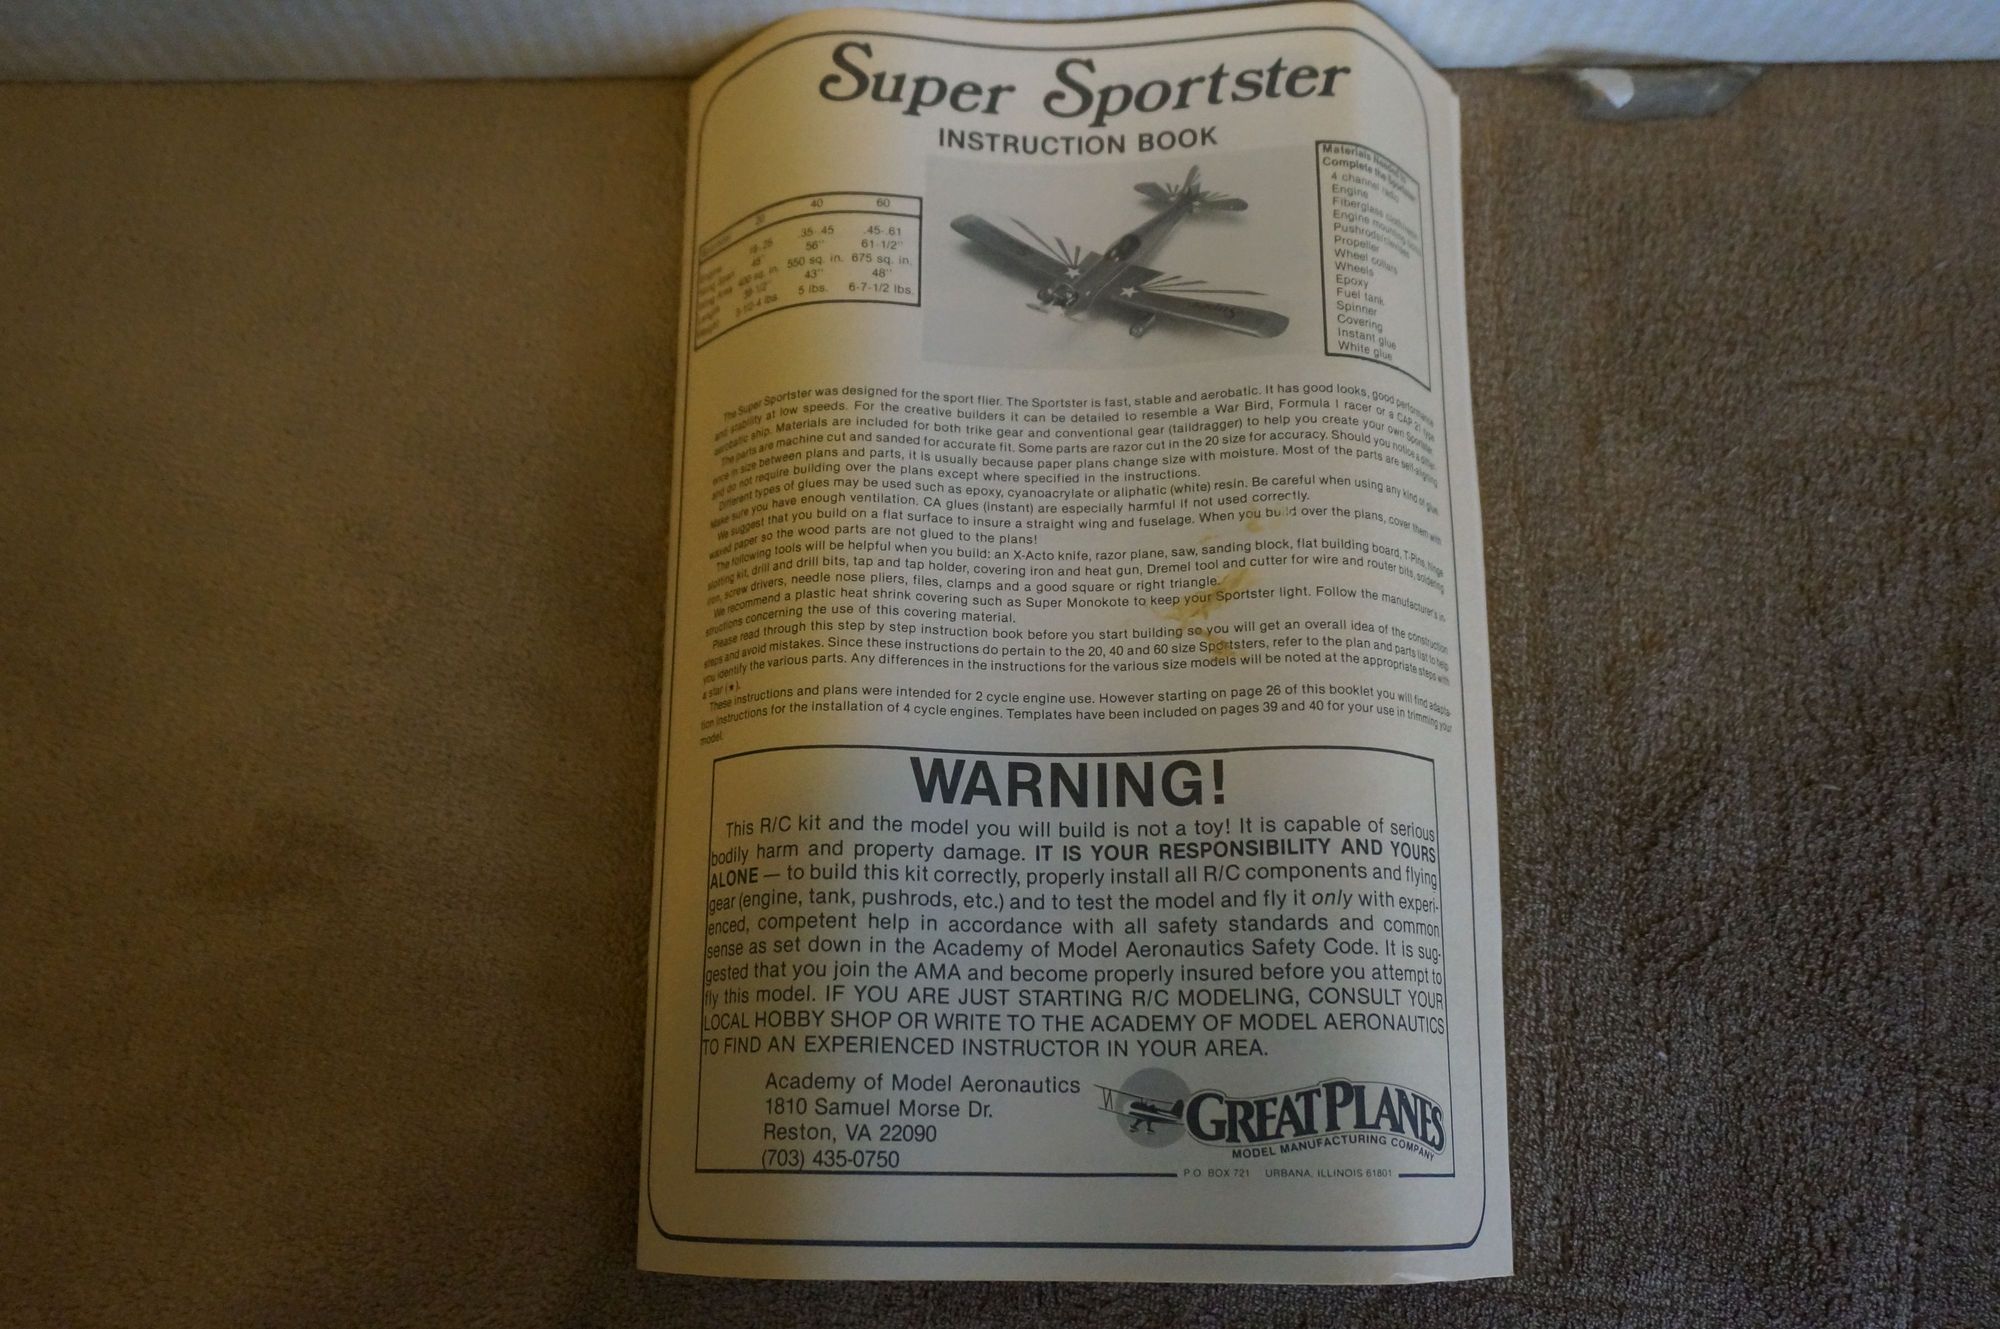 Super Sportster
INSTRUCTION BOOK
20 40 60
.35-.45 .45-.61
48" 56" 61-1/2"
400 sq. in. 550 sq. in. 675 sq. in.
43" 48"
5 lbs. 6-7-1/2 lbs.
Materials Needed to
Complete the Sportster
4 channel radio
Engine
Fiberglass
Engine mounting
Pushrods/clevises
Propeller
Wheel collars
Wheels
Epoxy
Fuel tank
Spinner
Covering
Instant glue
White glue
The Super Sportster was designed for the sport flier. The Sportster is fast, stable and aerobatic. It has good looks, good performance
and stability at low speeds. For the creative builders it can be detailed to resemble a War Bird, Formula I racer or a CAP 21 type
aerobatic ship. Materials are included for both trike gear and conventional gear (taildragger) to help you create your own Sportster.
The parts are machine cut and sanded for accurate fit. Some parts are razor cut in the 20 size for accuracy. Should you notice a differ-
ence in size between plans and parts, it is usually because paper plans change size with moisture. Most of the parts are self-aligning
and do not require building over the plans except where specified in the instructions.
Different types of glues may be used such as epoxy, cyanoacrylate or aliphatic (white) resin. Be careful when using any kind of glue.
Make sure you have enough ventilation. CA glues (instant) are especially harmful if not used correctly.
We suggest that you build on a flat surface to insure a straight wing and fuselage. When you build over the plans, cover them with
waxed paper so the wood parts are not glued to the plans!
The following tools will be helpful when you build: an X-Acto knife, razor plane, saw, sanding block, flat building board, T-Pins, hinge
slotting kit, drill and drill bits, tap and tap holder, covering iron and heat gun, Dremel tool and cutter for wire and router bits, soldering
iron, screw drivers, needle nose pliers, files, clamps and a good square or right triangle.
We recommend a plastic heat shrink covering such as Super Monokote to keep your Sportster light. Follow the manufacturer's in-
structions concerning the use of this covering material.
Please read through this step by step instruction book before you start building so you will get an overall idea of the construction
steps and avoid mistakes. Since these instructions do pertain to the 20, 40 and 60 size Sportsters, refer to the plan and parts list to help
you identify the various parts. Any differences in the instructions for the various size models will be noted at the appropriate steps with
a star (★).
These instructions and plans were intended for 2 cycle engine use. However starting on page 26 of this booklet you will find adapta-
tion instructions for the installation of 4 cycle engines. Templates have been included on pages 39 and 40 for your use in trimming your
model.
WARNING!
This R/C kit and the model you will build is not a toy! It is capable of serious
bodily harm and property damage. IT IS YOUR RESPONSIBILITY AND YOURS
ALONE — to build this kit correctly, properly install all R/C components and flying
gear (engine, tank, pushrods, etc.) and to test the model and fly it only with experi-
enced, competent help in accordance with all safety standards and common
sense as set down in the Academy of Model Aeronautics Safety Code. It is sug-
gested that you join the AMA and become properly insured before you attempt to
fly this model. IF YOU ARE JUST STARTING R/C MODELING, CONSULT YOUR
LOCAL HOBBY SHOP OR WRITE TO THE ACADEMY OF MODEL AERONAUTICS
TO FIND AN EXPERIENCED INSTRUCTOR IN YOUR AREA.
Academy of Model Aeronautics
1810 Samuel Morse Dr.
Reston, VA 22090
(703) 435-0750
GREAT PLANES
MODEL MANUFACTURING COMPANY
P.O. BOX 721 URBANA, ILLINOIS 61801